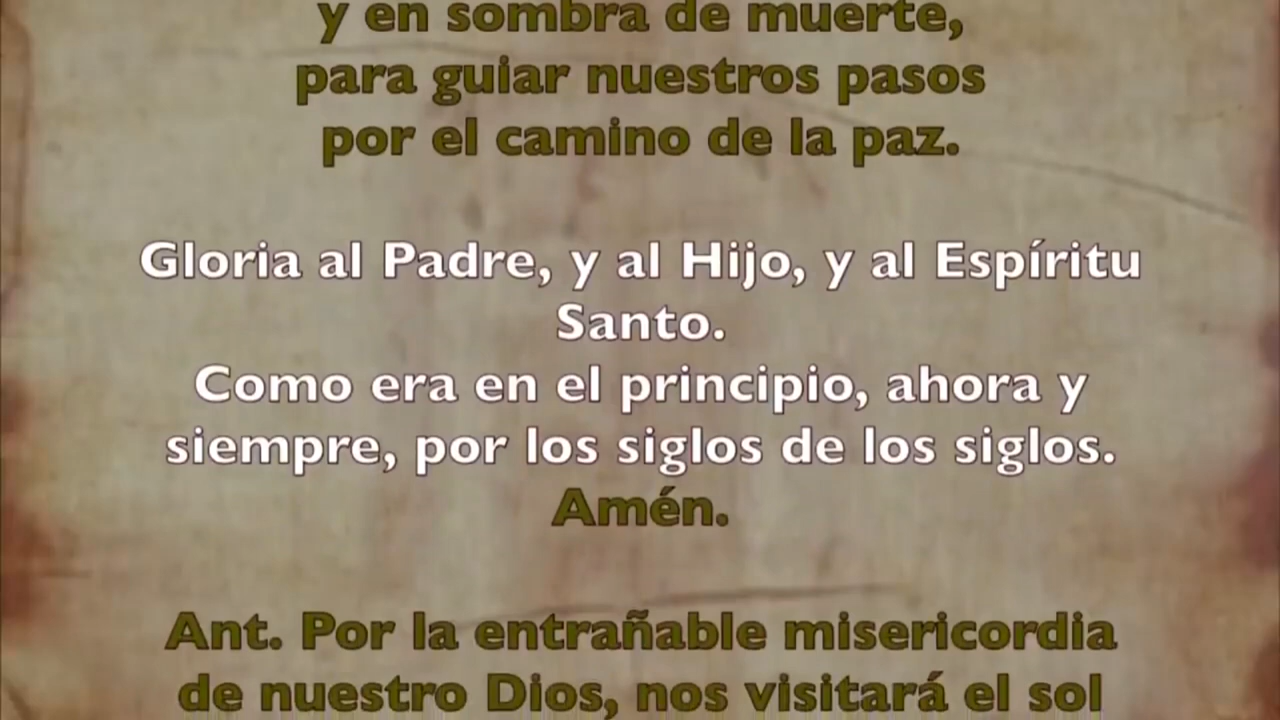 y en sombra de muerte,
para guiar nuestros pasos
por el camino de la paz.
Gloria al Padre, y al Hijo, y al Espíritu
Santo.
Como era en el principio, ahora y
siempre, por los siglos de los siglos.
Amén.
Ant. Por la entrañable misericordia
de nuestro Dios, nos visitará el sol